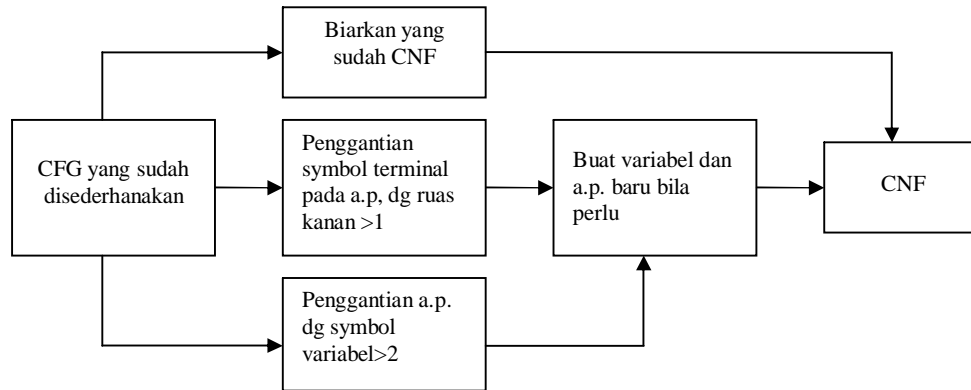 Biarkan yang
sudah CNF
CFG yang sudah
disederhanakan
Penggantian
symbol terminal
pada a.p, dg ruas
kanan >1
Buat variabel dan
a.p. baru bila
perlu
CNF
Penggantian a.p.
dg symbol
variabel>2